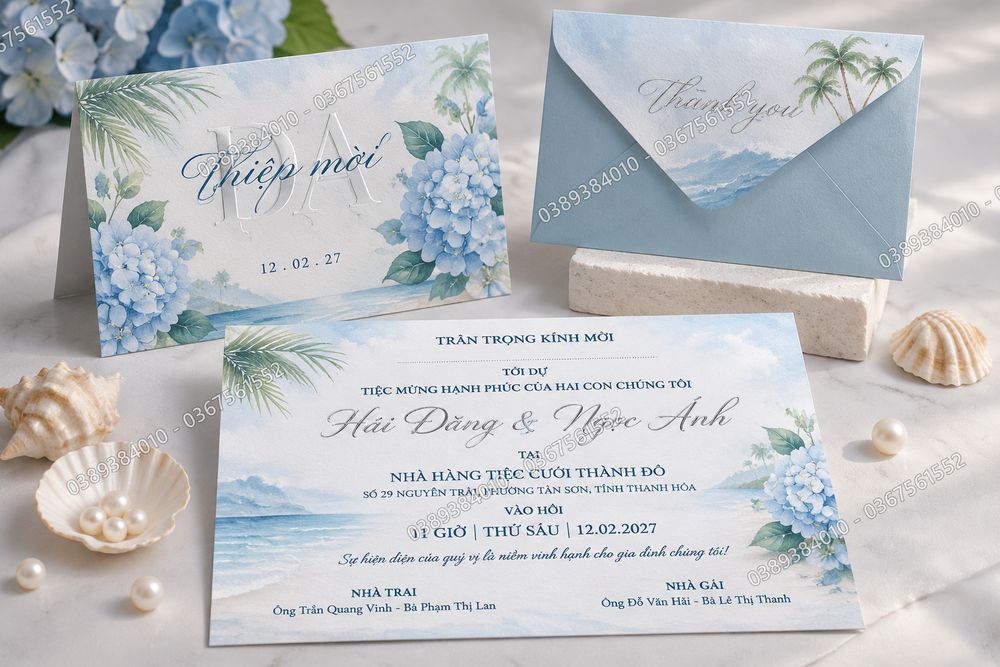 ĐA
Thiệp mời
12 . 02 . 27
Thank you
TRÂN TRỌNG KÍNH MỜI
TỚI DỰ
TIỆC MỪNG HẠNH PHÚC CỦA HAI CON CHÚNG TÔI
Hải Đăng & Ngọc Ánh
TẠI
NHÀ HÀNG TIỆC CƯỚI THÀNH ĐÔ
SỐ 29 NGUYỄN TRÃI, PHƯỜNG TÂN SƠN, TỈNH THANH HÓA
VÀO HỒI
11 GIỜ | THỨ SÁU | 12.02.2027
Sự hiện diện của quý vị là niềm vinh hạnh cho gia đình chúng tôi!
NHÀ TRAI
Ông Trần Quang Vinh - Bà Phạm Thị Lan
NHÀ GÁI
Ông Đỗ Văn Hải - Bà Lê Thị Thanh
0389384010 - 0367561552